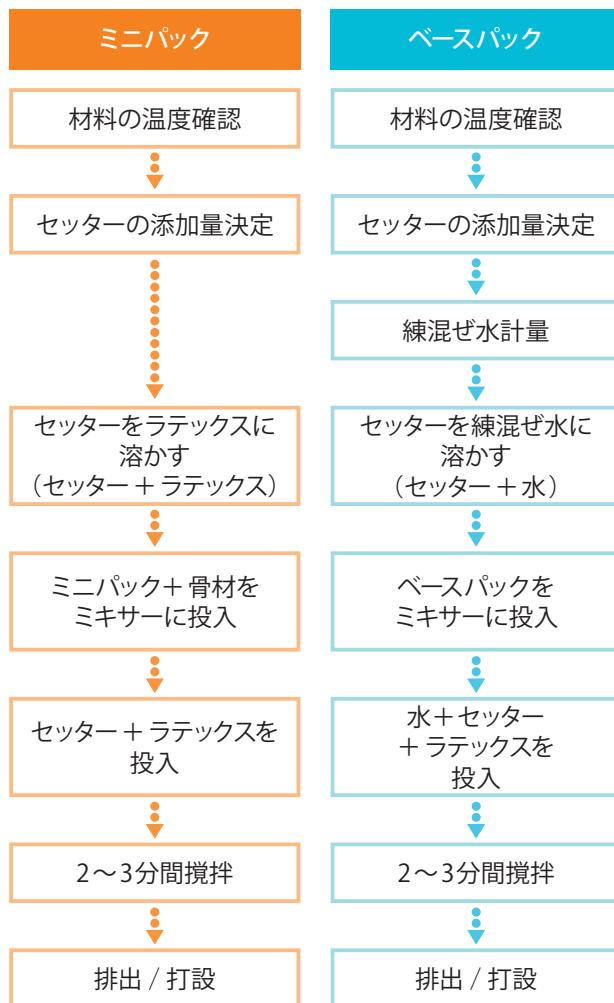 ミニパック
材料の温度確認
セッターの添加量決定
セッターをラテックスに
溶かす
（セッター + ラテックス）
ミニパック + 骨材を
ミキサーに投入
セッター + ラテックスを
投入
2～3分間撹拌
排出 / 打設
ベースパック
材料の温度確認
セッターの添加量決定
練混ぜ水計量
セッターを練混ぜ水に
溶かす
（セッター + 水）
ベースパックを
ミキサーに投入
水 + セッター
+ ラテックスを
投入
2～3分間撹拌
排出 / 打設